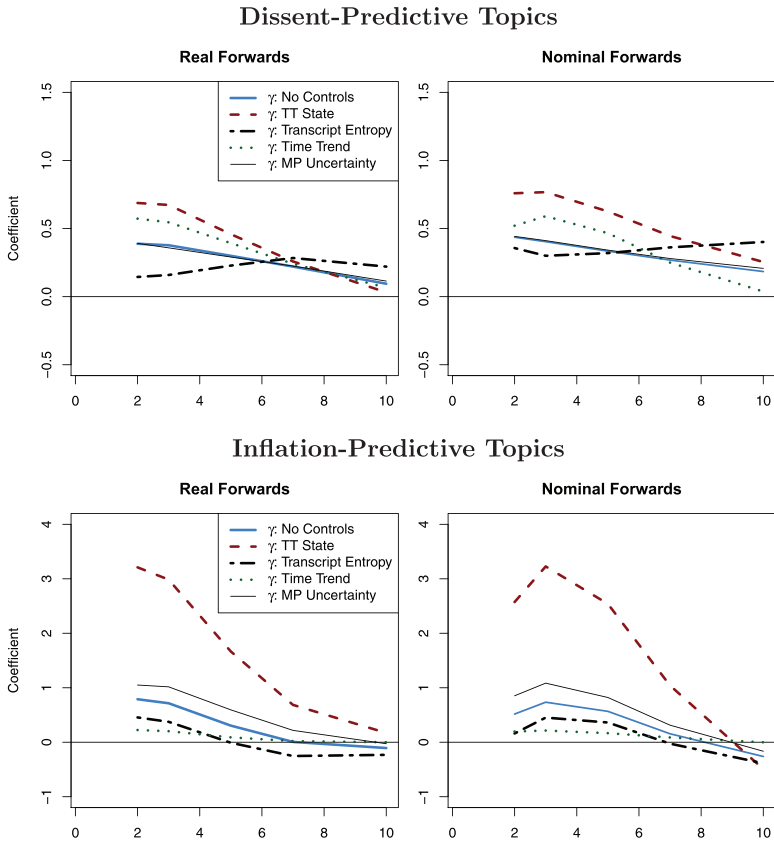 Dissent-Predictive Topics
Real Forwards
Nominal Forwards
Coefficient
1.5
1.0
0.5
0.0
−0.5
γ: No Controls
γ: TT State
γ: Transcript Entropy
γ: Time Trend
γ: MP Uncertainty
0 2 4 6 8 10
1.5
1.0
0.5
0.0
−0.5
0 2 4 6 8 10
Inflation-Predictive Topics
Real Forwards
Nominal Forwards
Coefficient
4
3
2
1
0
−1
γ: No Controls
γ: TT State
γ: Transcript Entropy
γ: Time Trend
γ: MP Uncertainty
0 2 4 6 8 10
4
3
2
1
0
−1
0 2 4 6 8 10